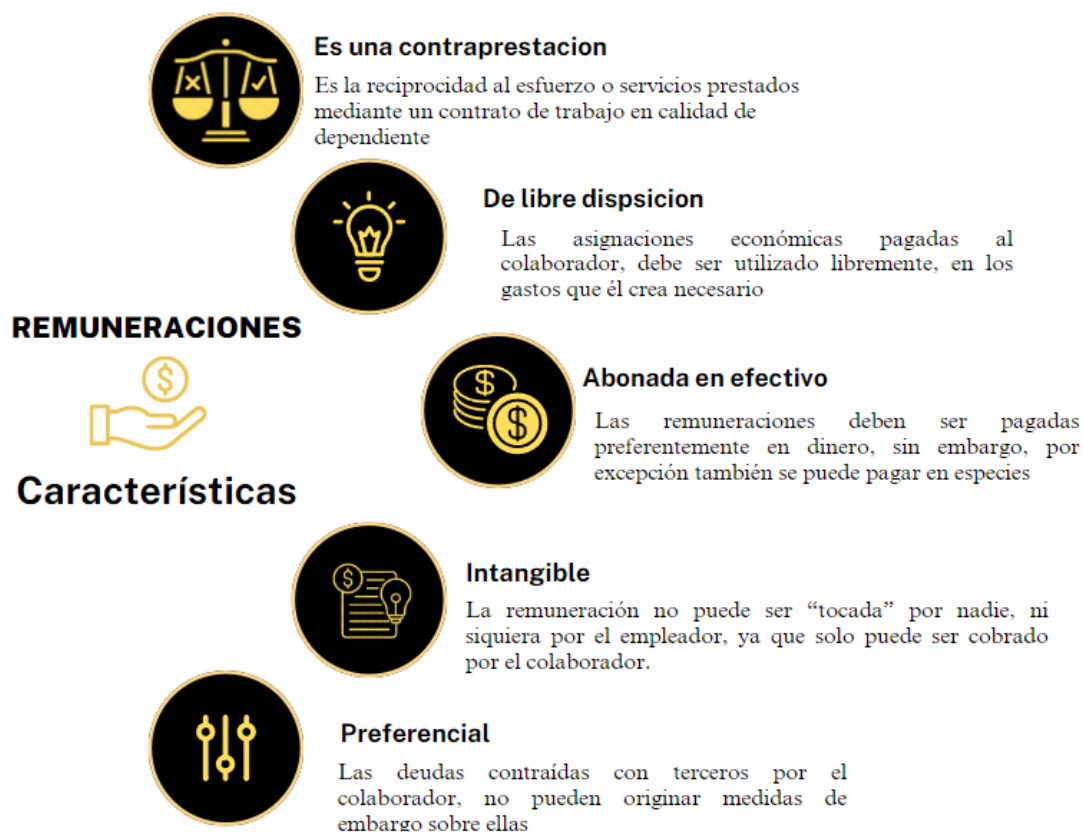 Es una contraprestacion
Es la reciprocidad al esfuerzo o servicios prestados
mediante un contrato de trabajo en calidad de
dependiente
De libre dispsicion
Las asignaciones económicas pagadas al
colaborador, debe ser utilizado libremente, en los
gastos que él crea necesario
REMUNERACIONES
$
Características
$
$
Abonada en efectivo
Las remuneraciones deben ser pagadas
preferentemente en dinero, sin embargo, por
excepción también se puede pagar en especies
$
Intangible
La remuneración no puede ser “tocada” por nadie, ni
siquiera por el empleador, ya que solo puede ser cobrado
por el colaborador.
Preferencial
Las deudas contraídas con terceros por el
colaborador, no pueden originar medidas de
embargo sobre ellas